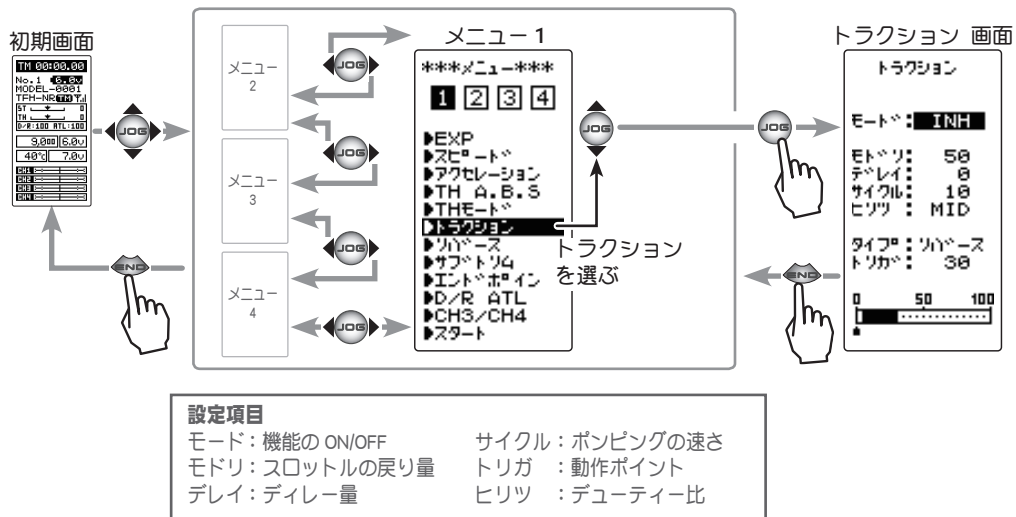 初期画面
TM 00:00.00
No.1 6.0v
MODEL-0001
TFH-NR TM
ST 0
TH 0
D/R:100 ATL:100
9,000 6.0v
40℃ 7.0v
CH1
CH2
CH3
CH4
JOG
END
メニュー
2
メニュー
3
メニュー
4
JOG
JOG
JOG
JOG
メニュー 1
***メニュー***
1 2 3 4
▶EXP
▶スピード
▶アクセレーション
▶TH A.B.S
▶THモード
▶トラクション
▶リバース
▶サブトリム
▶エンドポイン
▶D/R ATL
▶CH3/CH4
▶スタート
JOG
トラクション
を選ぶ
JOG
END
トラクション 画面
トラクション
モード: INH
モドリ: 50
デレイ: 0
サイクル: 10
ヒリツ: MID
タイプ: リバース
トリガ: 30
0 50 100
設定項目
モード:機能の ON/OFF サイクル:ポンピングの速さ
モドリ:スロットルの戻り量 トリガ :動作ポイント
デレイ:ディレー量 ヒリツ :デューティー比